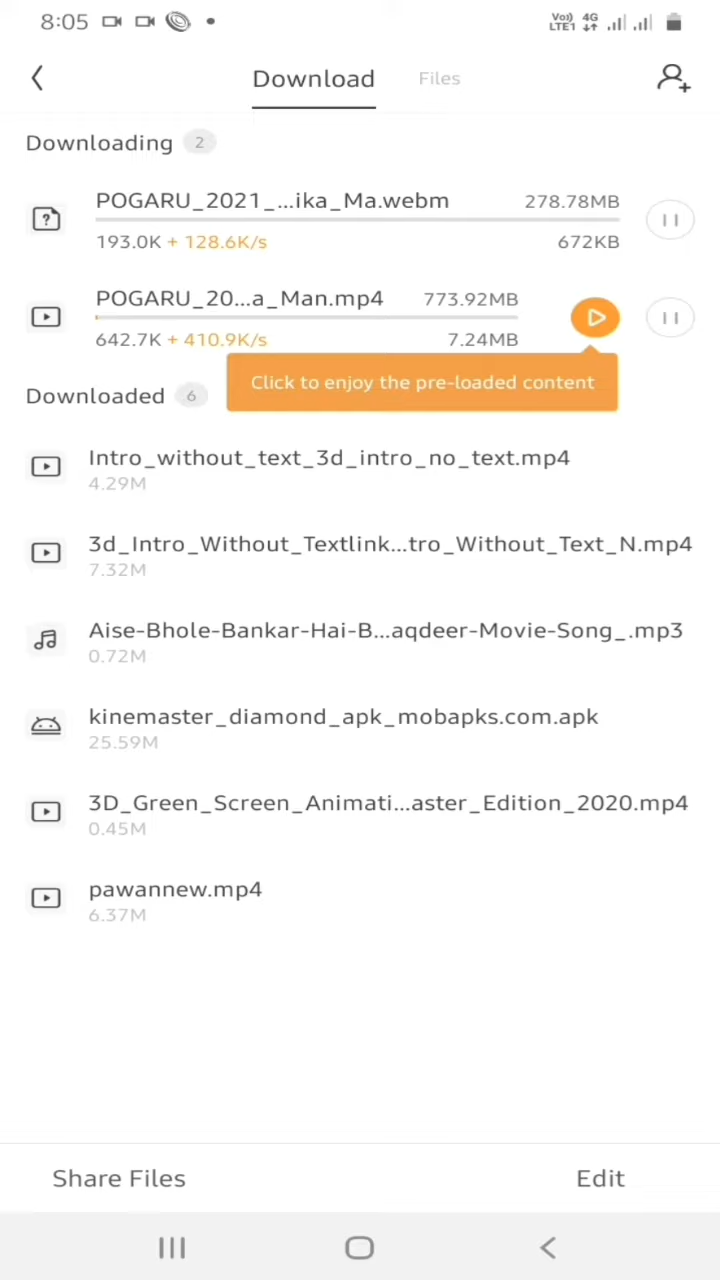 8:05
Vo)) LTE1 4G
Download Files
Downloading 2
POGARU_2021_...ika_Ma.webm 278.78MB
193.0K + 128.6K/s 672KB
POGARU_20...a_Man.mp4 773.92MB
642.7K + 410.9K/s 7.24MB
Click to enjoy the pre-loaded content
Downloaded 6
Intro_without_text_3d_intro_no_text.mp4
4.29M
3d_Intro_Without_Textlink...tro_Without_Text_N.mp4
7.32M
Aise-Bhole-Bankar-Hai-B...aqdeer-Movie-Song_.mp3
0.72M
kinemaster_diamond_apk_mobapks.com.apk
25.59M
3D_Green_Screen_Animati...aster_Edition_2020.mp4
0.45M
pawannew.mp4
6.37M
Share Files Edit